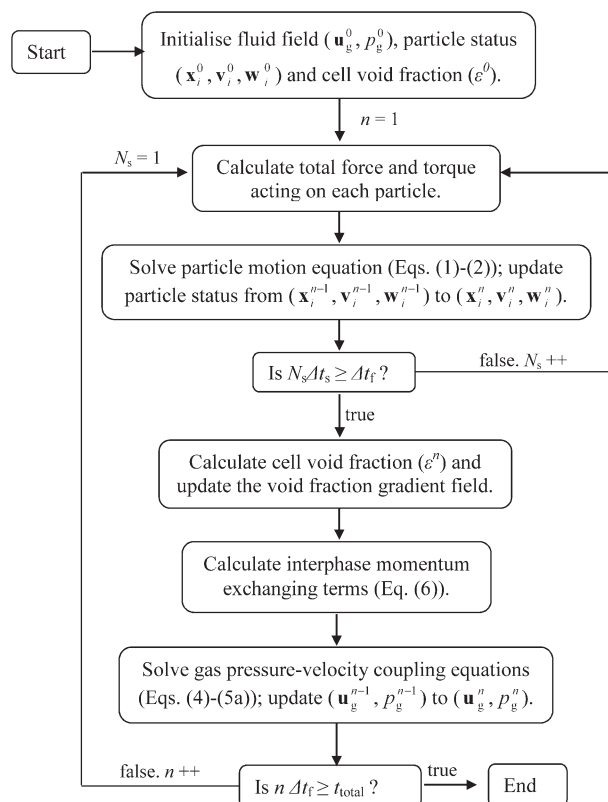 Start
Initialise fluid field (𝐮_g^0, p_g^0), particle status
(𝐱_i^0, 𝐯_i^0, 𝐰_i^0) and cell void fraction (ε^0).
n = 1
N_s = 1
Calculate total force and torque
acting on each particle.
Solve particle motion equation (Eqs. (1)-(2)); update
particle status from (𝐱_i^{n-1}, 𝐯_i^{n-1}, 𝐰_i^{n-1}) to (𝐱_i^n, 𝐯_i^n, 𝐰_i^n).
Is N_sΔt_s ≥ Δt_f ?
false. N_s ++
true
Calculate cell void fraction (ε^n) and
update the void fraction gradient field.
Calculate interphase momentum
exchanging terms (Eq. (6)).
Solve gas pressure-velocity coupling equations
(Eqs. (4)-(5a)); update (𝐮_g^{n-1}, p_g^{n-1}) to (𝐮_g^n, p_g^n).
false. n ++
Is n Δt_f ≥ t_total ?
true
End